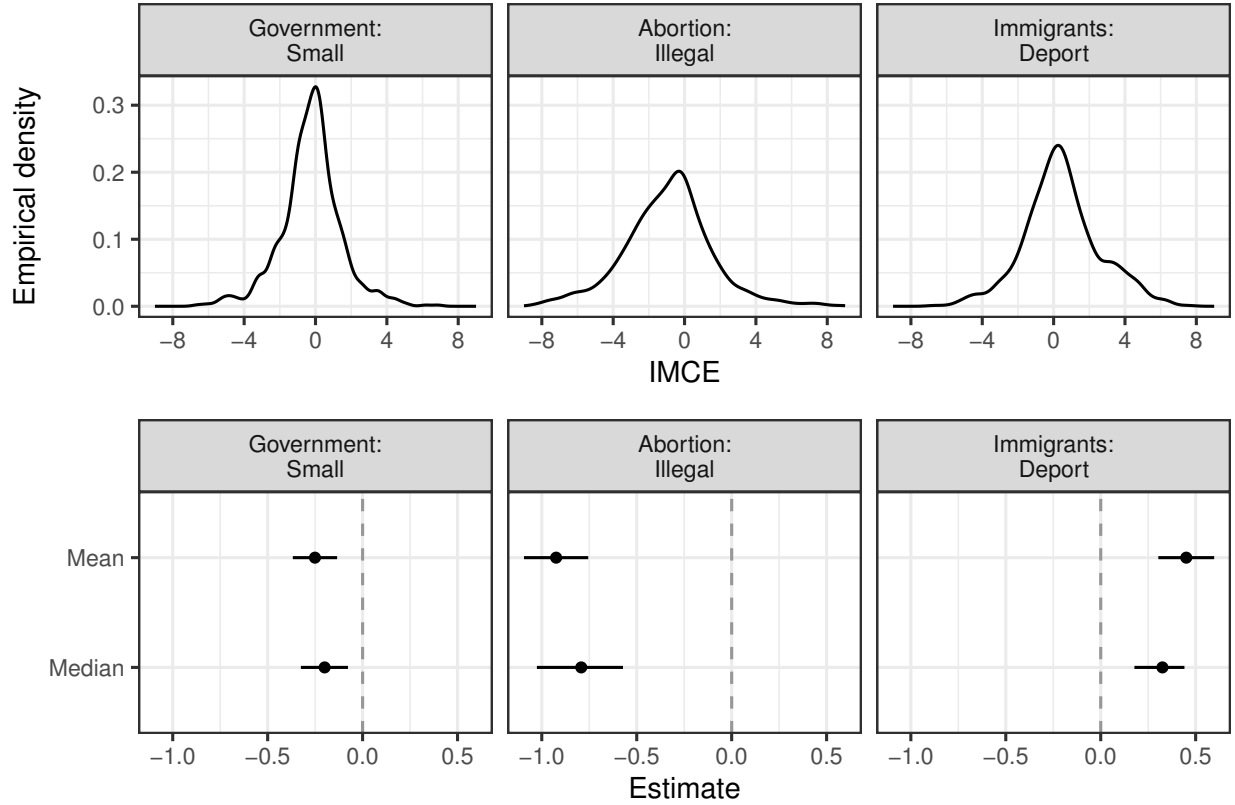 Government:
Small
Abortion:
Illegal
Immigrants:
Deport
Empirical density
0.3
0.2
0.1
0.0
−8 −4 0 4 8
−8 −4 0 4 8
−8 −4 0 4 8
IMCE
Government:
Small
Abortion:
Illegal
Immigrants:
Deport
Mean
Median
−1.0 −0.5 0.0 0.5
−1.0 −0.5 0.0 0.5
−1.0 −0.5 0.0 0.5
Estimate